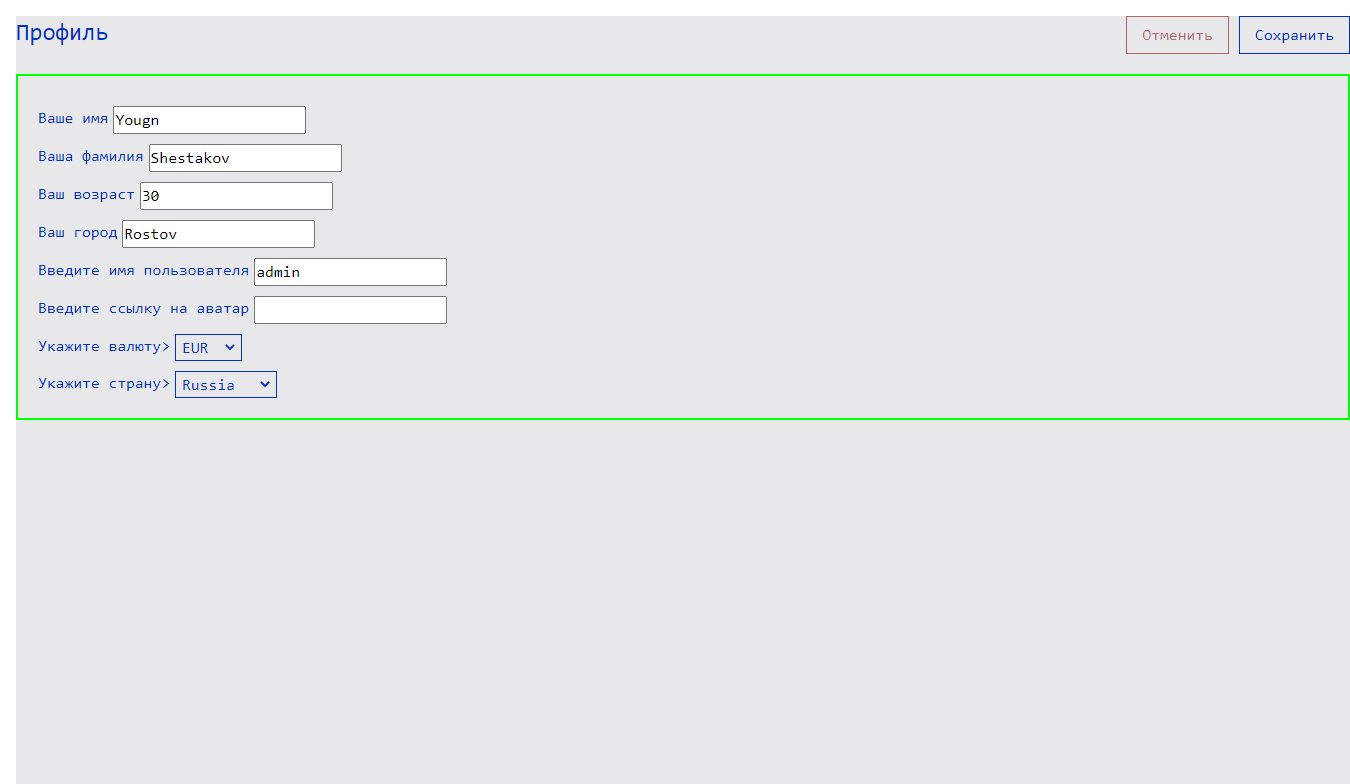 Профиль
Отменить
Сохранить
Ваше имя Yougn
Ваша фамилия Shestakov
Ваш возраст 30
Ваш город Rostov
Введите имя пользователя admin
Введите ссылку на аватар
Укажите валюту> EUR
Укажите страну> Russia